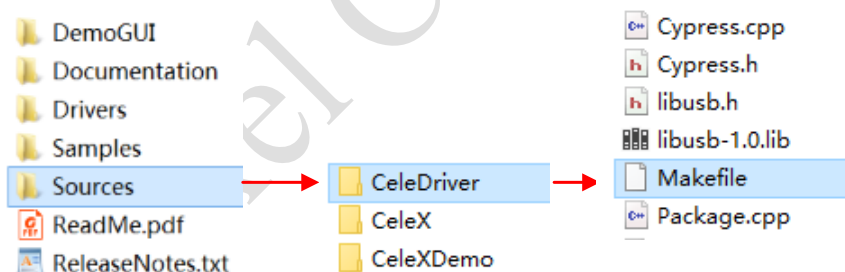 DemoGUI
Documentation
Drivers
Samples
Sources
ReadMe.pdf
ReleaseNotes.txt
CeleDriver
CeleX
CeleXDemo
Cypress.cpp
Cypress.h
libusb.h
libusb-1.0.lib
Makefile
Package.cpp